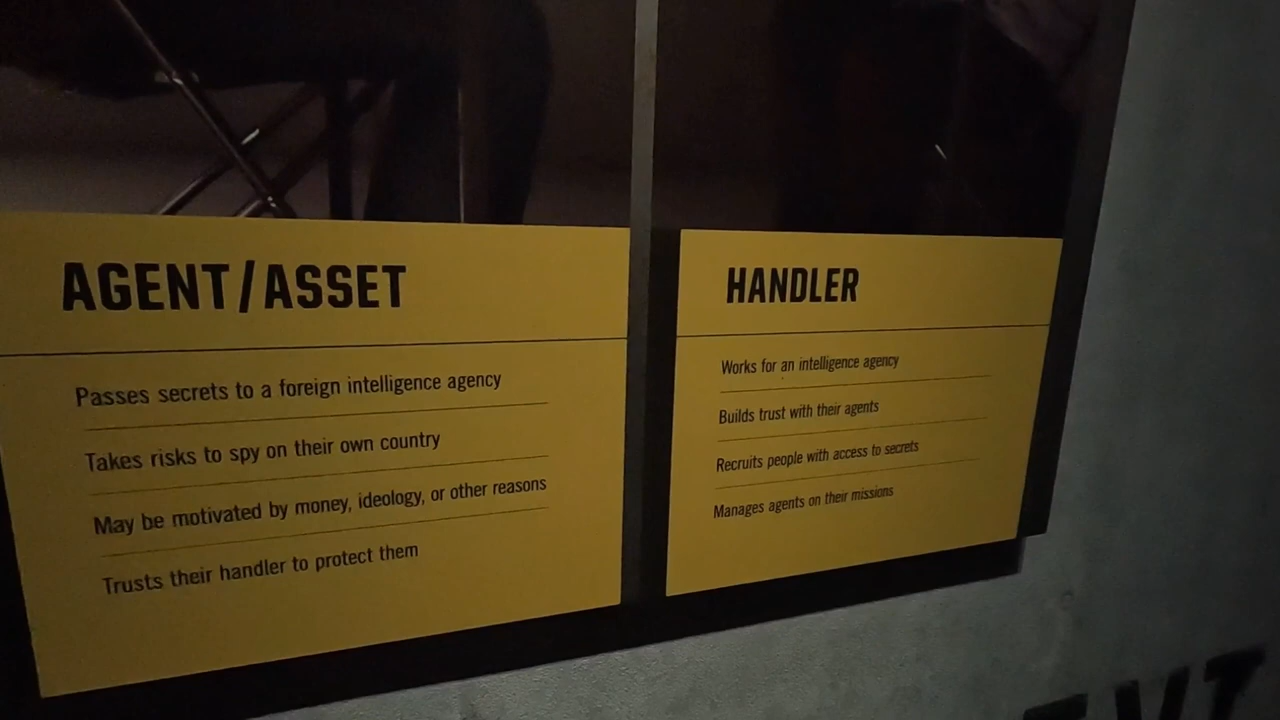 AGENT/ASSET
Passes secrets to a foreign intelligence agency
Takes risks to spy on their own country
May be motivated by money, ideology, or other reasons
Trusts their handler to protect them
HANDLER
Works for an intelligence agency
Builds trust with their agents
Recruits people with access to secrets
Manages agents on their missions